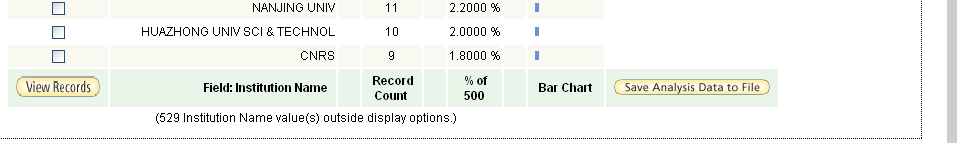 NANJING UNIV 11 2.2000 %
HUAZHONG UNIV SCI & TECHNOL 10 2.0000 %
CNRS 9 1.8000 %
View Records Field: Institution Name Record Count % of 500 Bar Chart Save Analysis Data to File
(529 Institution Name value(s) outside display options.)